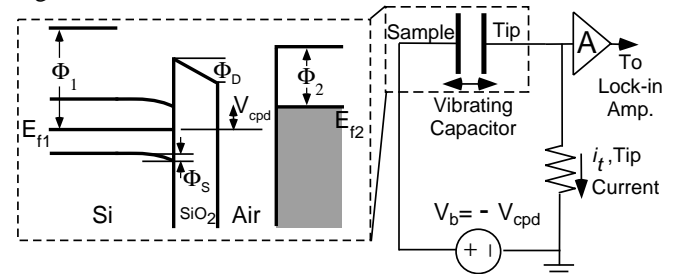 Φ1
ΦD
Φ2
Vcpd
Ef1
Ef2
ΦS
Si
SiO2
Air
Sample
Tip
A
To
Lock-in
Amp.
Vibrating
Capacitor
it,Tip
Current
Vb= - Vcpd
+ -